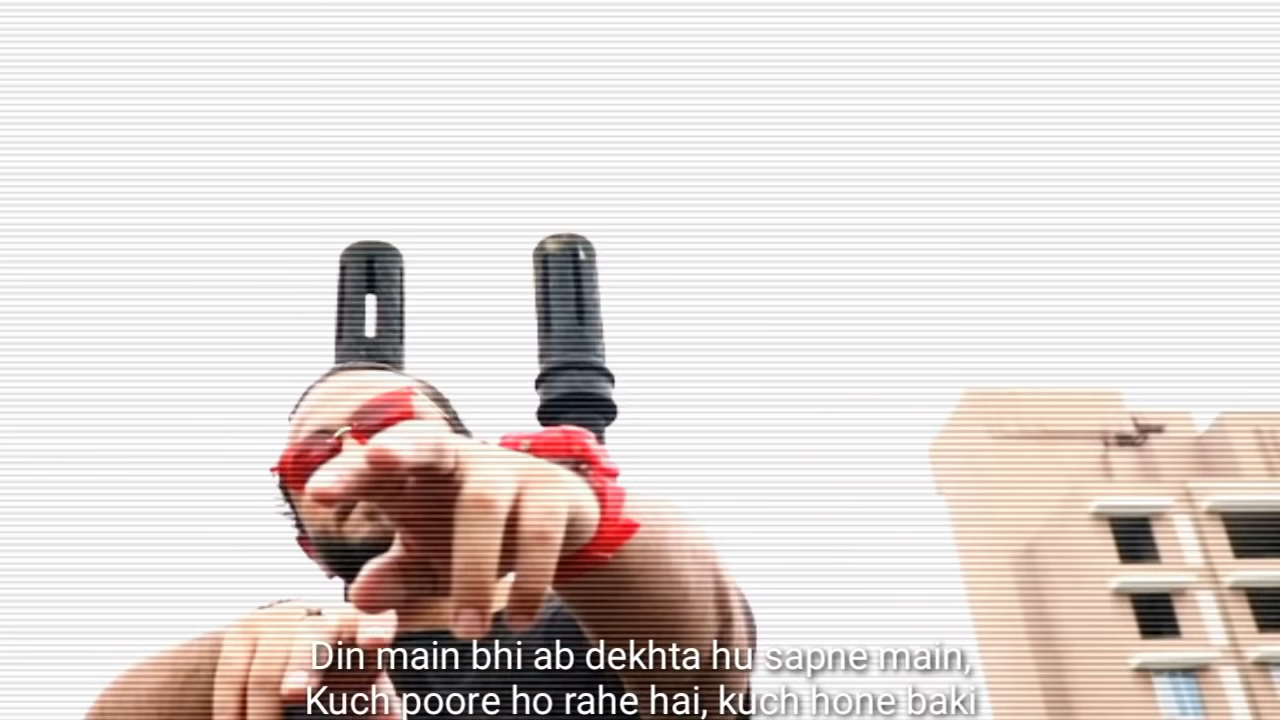 Din main bhi ab dekhta hu sapne main,
Kuch poore ho rahe hai, kuch hone baki